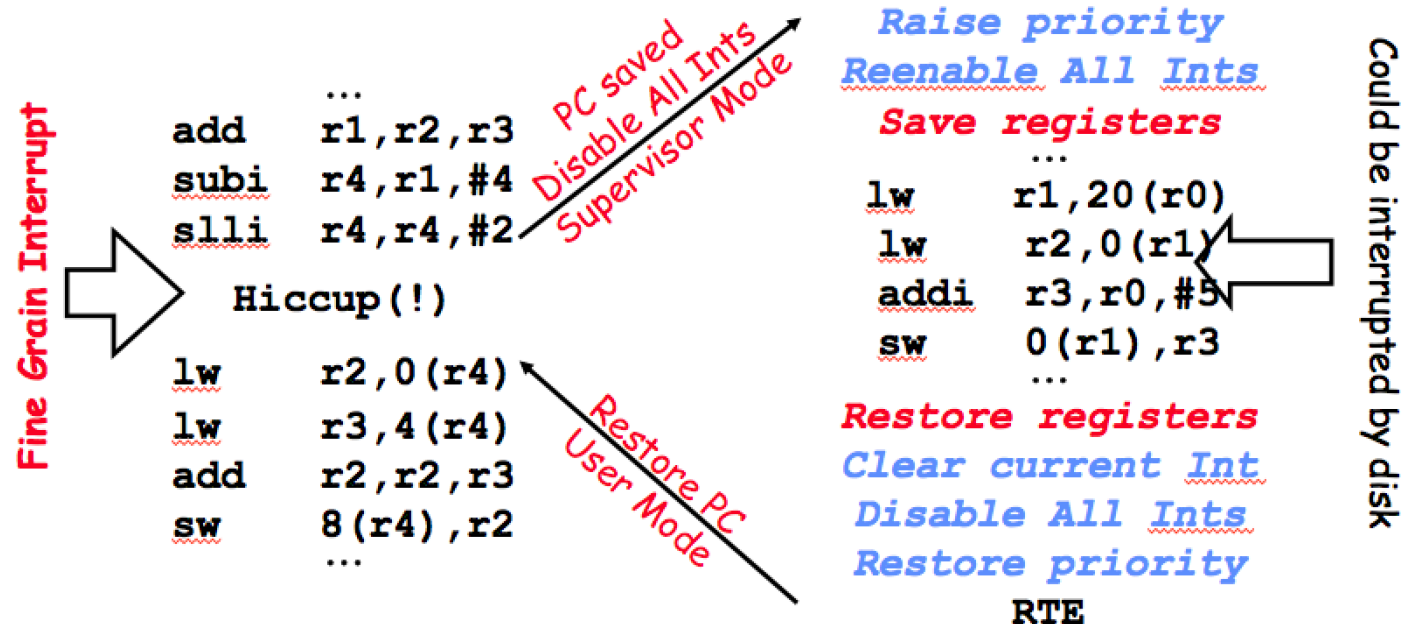 Fine Grain Interrupt
…
add r1,r2,r3
subi r4,r1,#4
slli r4,r4,#2
Hiccup(!)
lw r2,0(r4)
lw r3,4(r4)
add r2,r2,r3
sw 8(r4),r2
…
PC saved
Disable All Ints
Supervisor Mode
Restore PC
User Mode
Raise priority
Reenable All Ints
Save registers
…
lw r1,20(r0)
lw r2,0(r1)
addi r3,r0,#5
sw 0(r1),r3
…
Restore registers
Clear current Int
Disable All Ints
Restore priority
RTE
Could be interrupted by disk